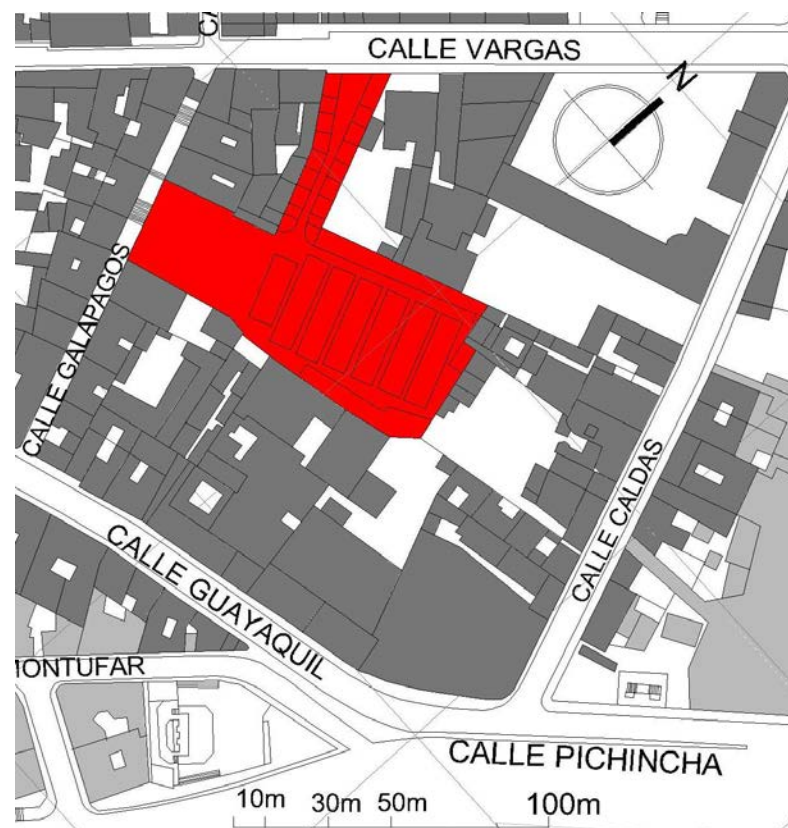 CALLE VARGAS
N
CALLE GALAPAGOS
CALLE CALDAS
CALLE GUAYAQUIL
MONTUFAR
CALLE PICHINCHA
10m 30m 50m 100m